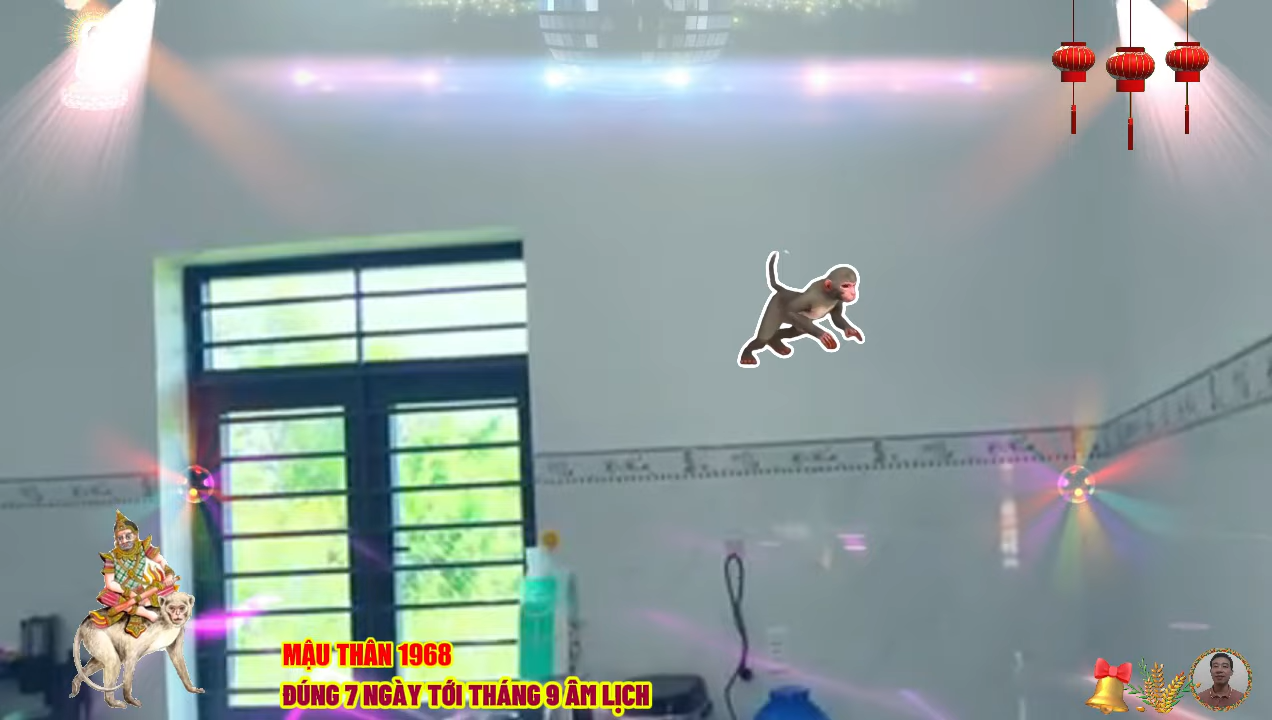 MẬU THÂN 1968
ĐÚNG 7 NGÀY TỚI THÁNG 9 ÂM LỊCH